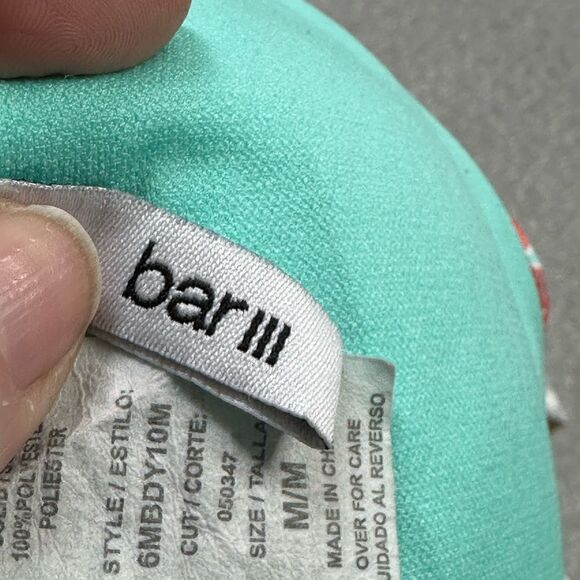 bar III
100%POLYESTER
POLIESTER
STYLE / ESTILO:
6MBDY10M
CUT / CORTE:
050347
SIZE / TALLA
M/M
MADE IN CH
OVER FOR CARE
UIDADO AL REVERSO